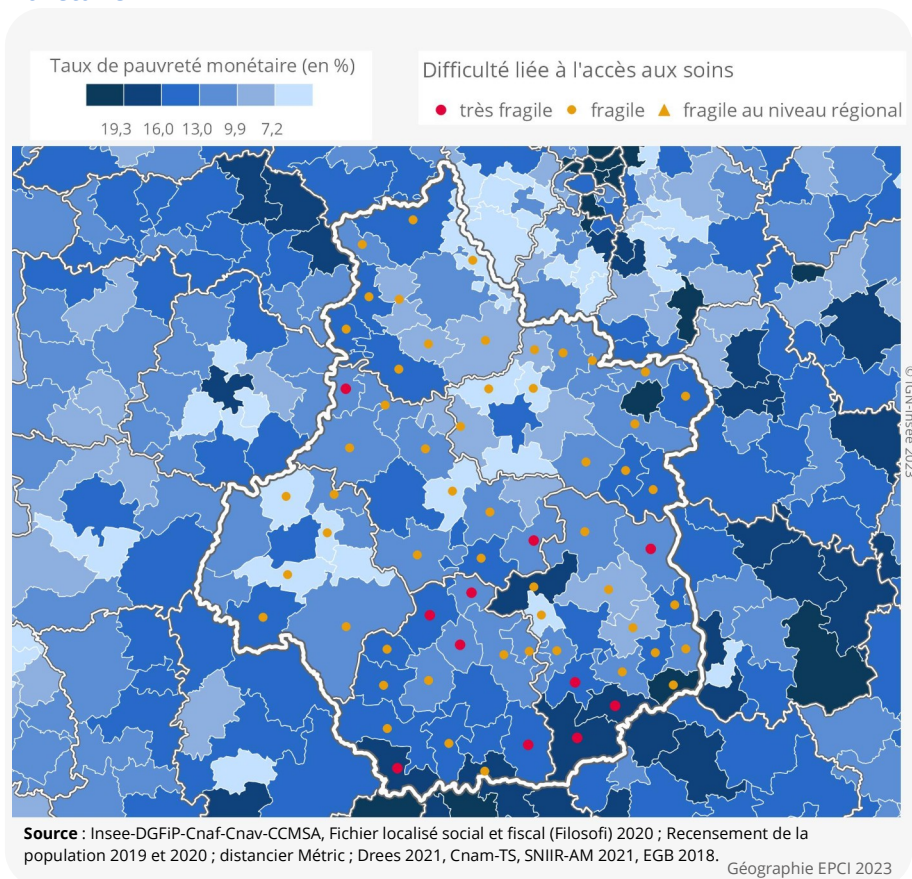 Taux de pauvreté monétaire (en %)
19,3 16,0 13,0 9,9 7,2
Difficulté liée à l'accès aux soins
très fragile fragile fragile au niveau régional
© IGN-Insee 2023
Source : Insee-DGFiP-Cnaf-Cnav-CCMSA, Fichier localisé social et fiscal (Filosofi) 2020 ; Recensement de la
population 2019 et 2020 ; distancier Métric ; Drees 2021, Cnam-TS, SNIIR-AM 2021, EGB 2018.
Géographie EPCI 2023